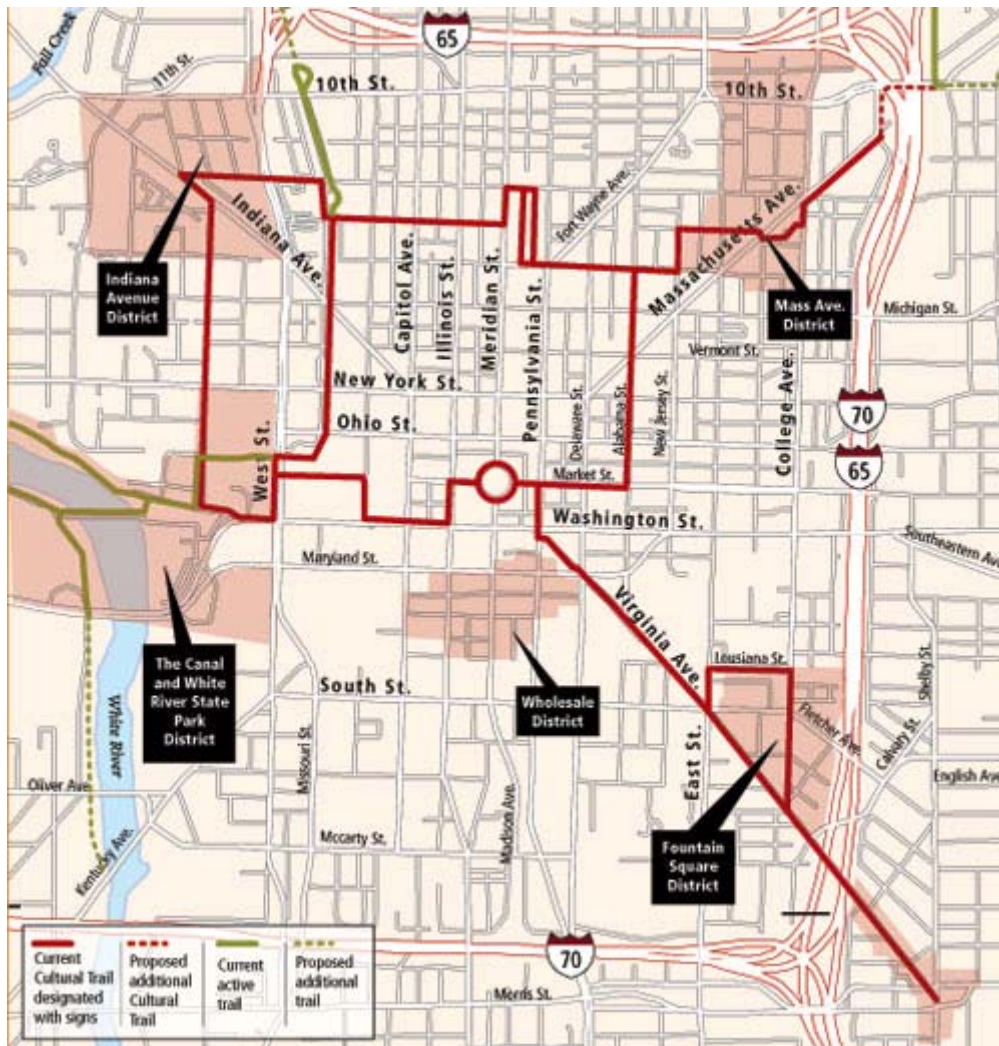 65
Fall Creek
11th St.
10th St.
10th St.
Fort Wayne Ave.
Massachusetts Ave.
Indiana Ave.
Indiana
Avenue
District
Capitol Ave.
Illinois St.
Meridian St.
Pennsylvania St.
Mass Ave.
District
Michigan St.
Vermont St.
New York St.
Delaware St.
Alabama St.
New Jersey St.
College Ave.
70
Ohio St.
West St.
Market St.
65
Washington St.
Southeastern Ave
Maryland St.
Virginia Ave.
The Canal
and White
River State
Park
District
Lousiana St.
Shelby St.
South St.
Wholesale
District
Fletcher Ave.
Calvary St.
White River
Missouri St.
East St.
English Ave
Oliver Ave.
Madison Ave.
Kentucky Ave.
Mccarty St.
Fountain
Square
District
70
Morris St.
Current
Cultural Trail
designated
with signs
Proposed
additional
Cultural
Trail
Current
active
trail
Proposed
additional
trail